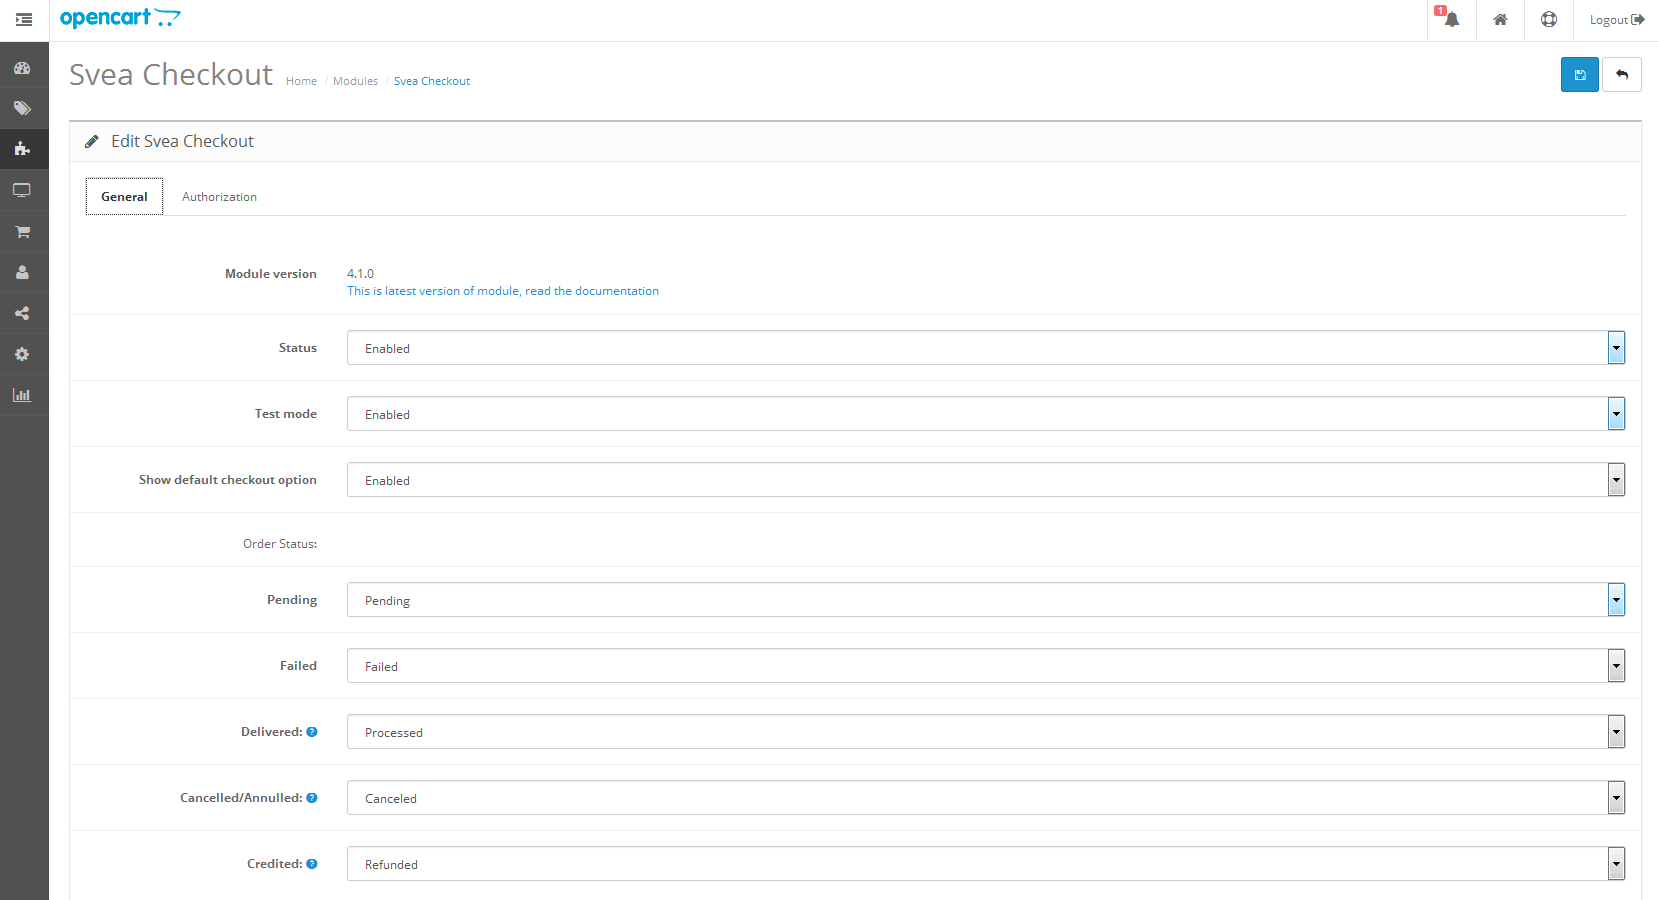 opencart
1
Logout
Svea Checkout
Home / Modules / Svea Checkout
Edit Svea Checkout
General
Authorization
Module version
4.1.0
This is latest version of module, read the documentation
Status
Enabled
Test mode
Enabled
Show default checkout option
Enabled
Order Status:
Pending
Pending
Failed
Failed
Delivered: ?
Processed
Cancelled/Annulled: ?
Canceled
Credited: ?
Refunded